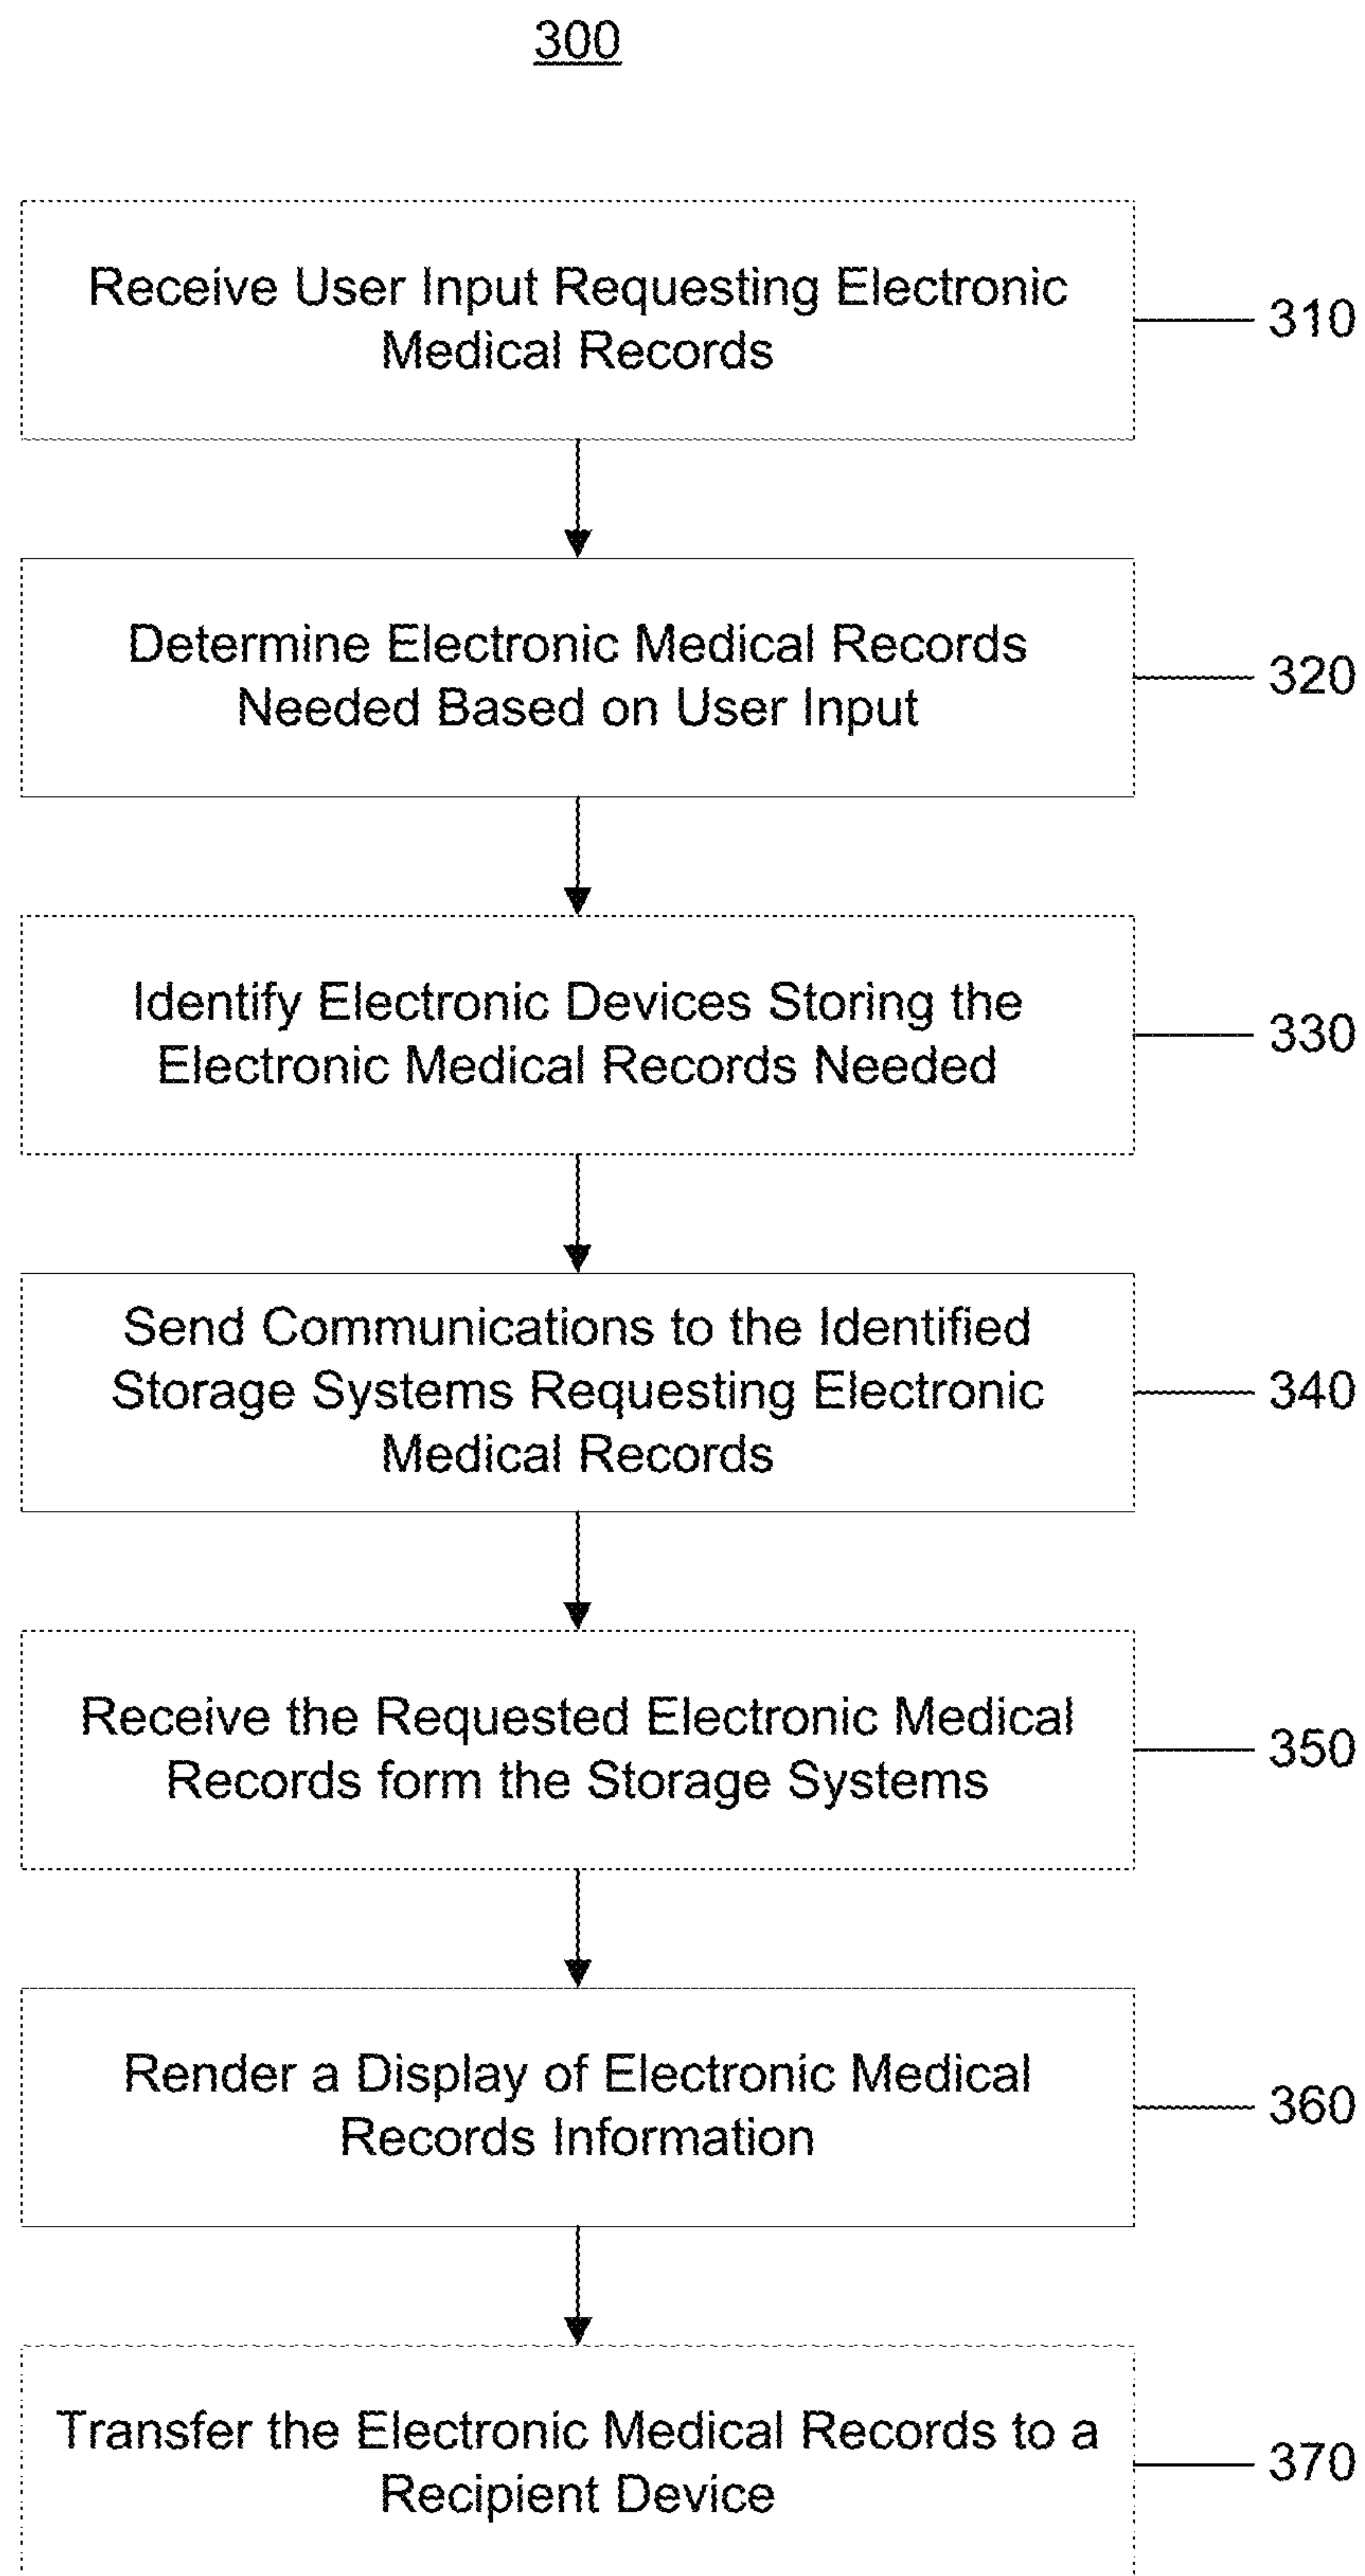 300
Receive User Input Requesting Electronic
Medical Records
310
Determine Electronic Medical Records
Needed Based on User Input
320
Identify Electronic Devices Storing the
Electronic Medical Records Needed
330
Send Communications to the Identified
Storage Systems Requesting Electronic
Medical Records
340
Receive the Requested Electronic Medical
Records form the Storage Systems
350
Render a Display of Electronic Medical
Records Information
360
Transfer the Electronic Medical Records to a
Recipient Device
370